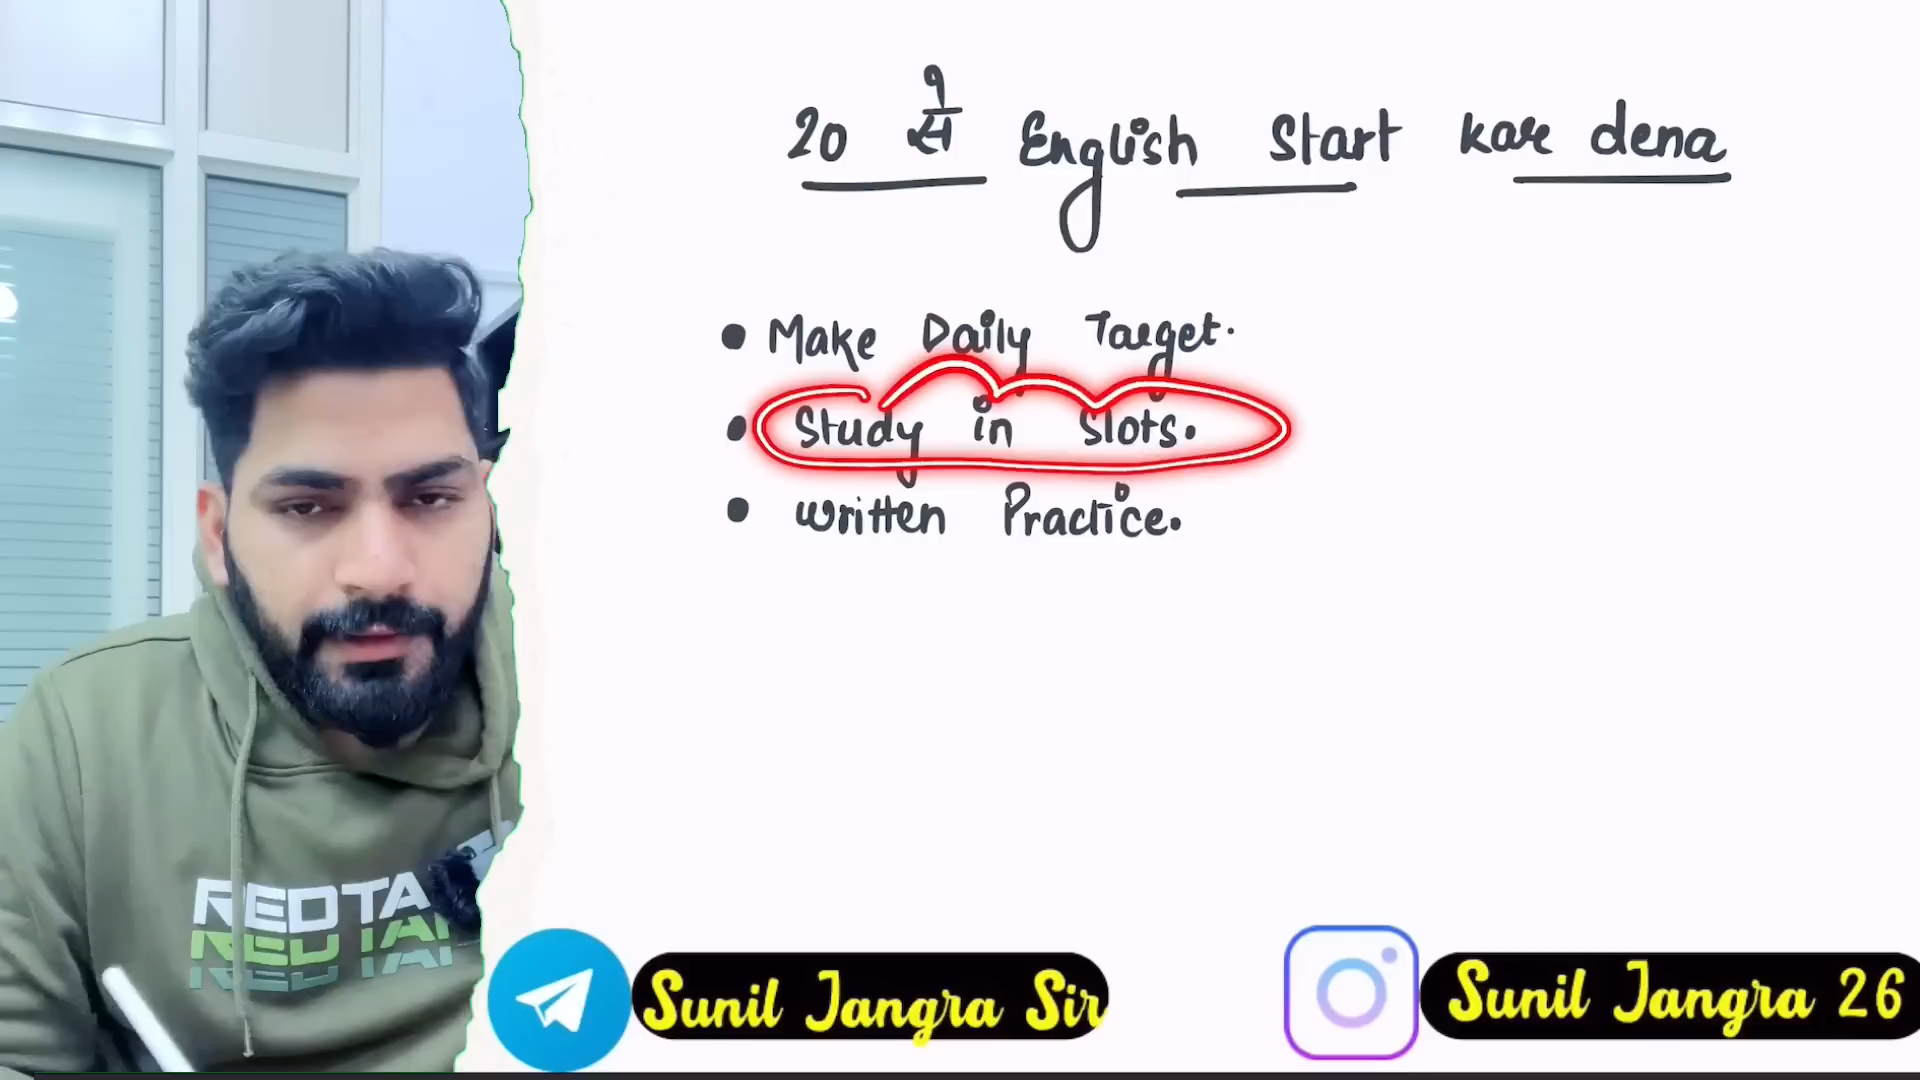 20 से English Start kar dena
• Make Daily Target.
• Study in Slots.
• written Practice.
REDTA
Sunil Jangra Sir
Sunil Jangra 26